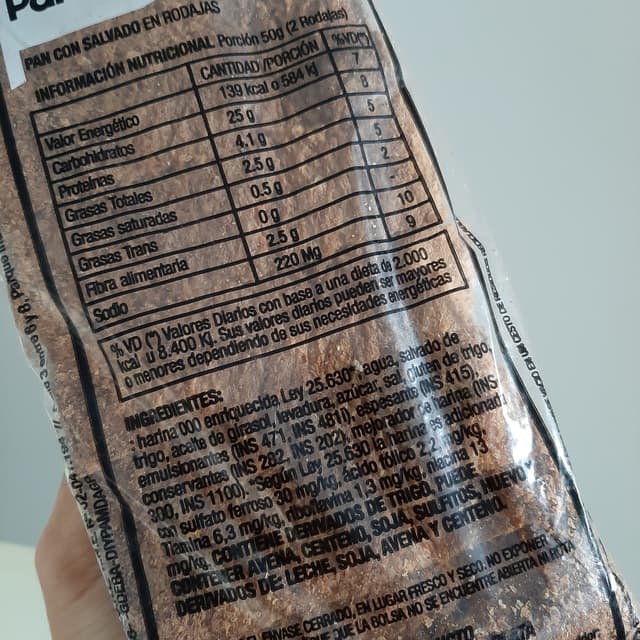 PAN CON SALVADO EN RODAJAS
INFORMACIÓN NUTRICIONAL Porción 50g (2 Rodajas)
CANTIDAD /PORCIÓN %VD(*)
Valor Energético 139 kcal o 584 kj 7
Carbohidratos 25 g
Proteínas 4,1 g 5
Grasas Totales 2.5 g 5
Grasas saturadas 0.5 g 2
Grasas Trans 0 g
Fibra alimentaria 2.5 g 10
Sodio 220 Mg 9
% VD (*) Valores Diarios con base a una dieta de 2.000
kcal U 8.400 KJ. Sus valores diarios pueden ser mayores
o menores dependiendo de sus necesidades energéticas
INGREDIENTES:
harina 000 enriquecida Ley 25.630*, agua, salvado de
trigo, aceite de girasol, levadura, azúcar, sal, gluten de trigo,
emulsionantes (INS 471, INS 481i), espesante (INS 415),
conservantes (INS 282, INS 202), mejorador de harina (INS
300, INS 1100). *Según Ley 25.630 la harina es adicionada
sulfato ferroso 30 mg/kg, ácido fólico 2,2 mg/kg,
tiamina 6,3 mg/kg, 1,3 mg/kg, niacina 13
mg/kg. CONTIENE DERIVADOS DE TRIGO. PUEDE
CONTENER AVENA, CENTENO, SOJA, SULFITOS, HUEVO Y
DERIVADOS DE: LECHE, SOJA, AVENA Y CENTENO.
ENVASE CERRADO, EN LUGAR FRESCO Y SECO. NO EXPONER
QUE LA BOLSA NO SE ENCUENTRE ABIERTA O ROTA